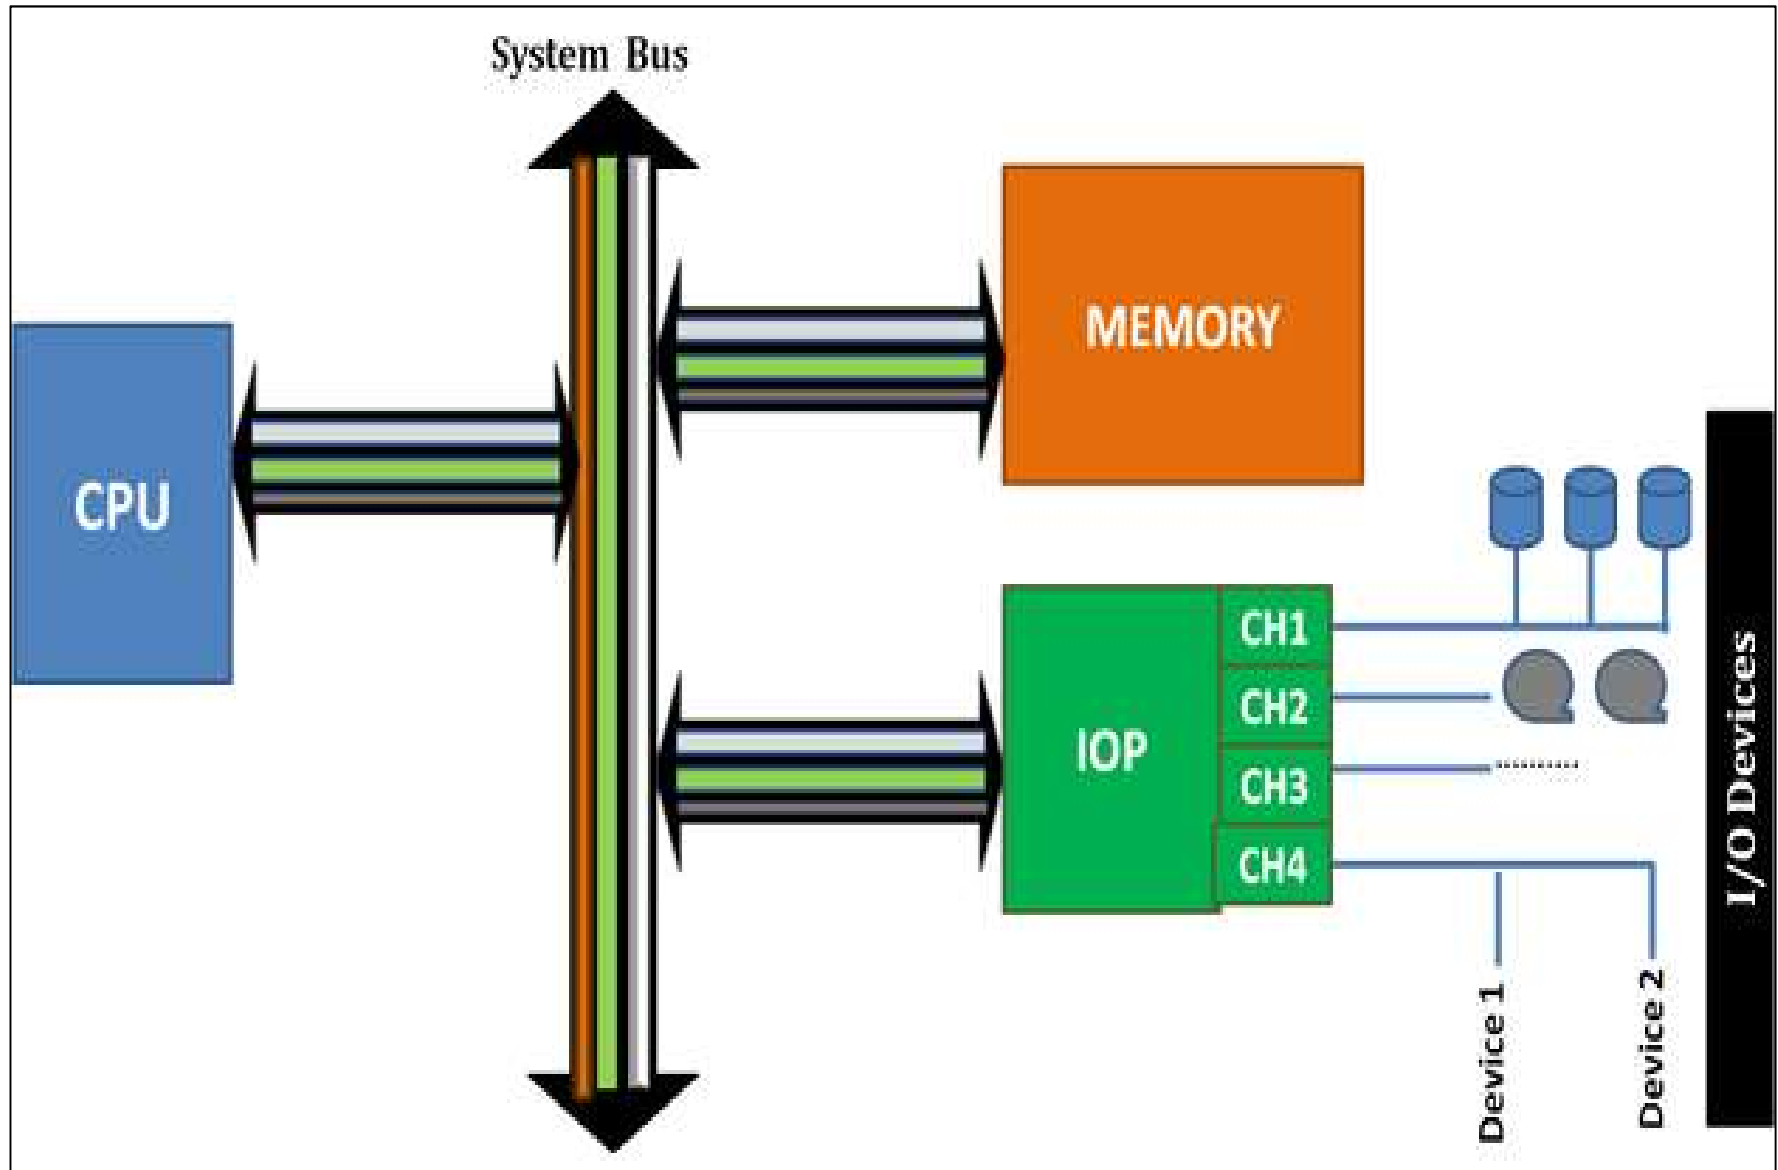 System Bus
MEMORY
CPU
IOP
CH1
CH2
CH3
CH4
Device 1
Device 2
I/O Devices